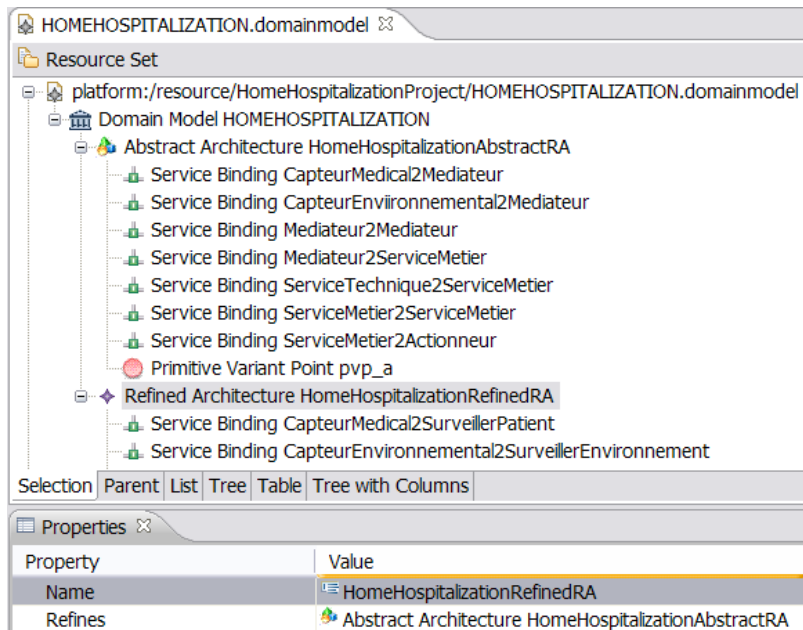 HOMEHOSPITALIZATION.domainmodel
Resource Set
platform:/resource/HomeHospitalizationProject/HOMEHOSPITALIZATION.domainmodel
Domain Model HOMEHOSPITALIZATION
Abstract Architecture HomeHospitalizationAbstractRA
Service Binding CapteurMedical2Mediateur
Service Binding CapteurEnviironnemental2Mediateur
Service Binding Mediateur2Mediateur
Service Binding Mediateur2ServiceMetier
Service Binding ServiceTechnique2ServiceMetier
Service Binding ServiceMetier2ServiceMetier
Service Binding ServiceMetier2Actionneur
Primitive Variant Point pvp_a
Refined Architecture HomeHospitalizationRefinedRA
Service Binding CapteurMedical2SurveillerPatient
Service Binding CapteurEnvironnemental2SurveillerEnvironnement
Selection Parent List Tree Table Tree with Columns
Properties
Property Value
Name HomeHospitalizationRefinedRA
Refines Abstract Architecture HomeHospitalizationAbstractRA